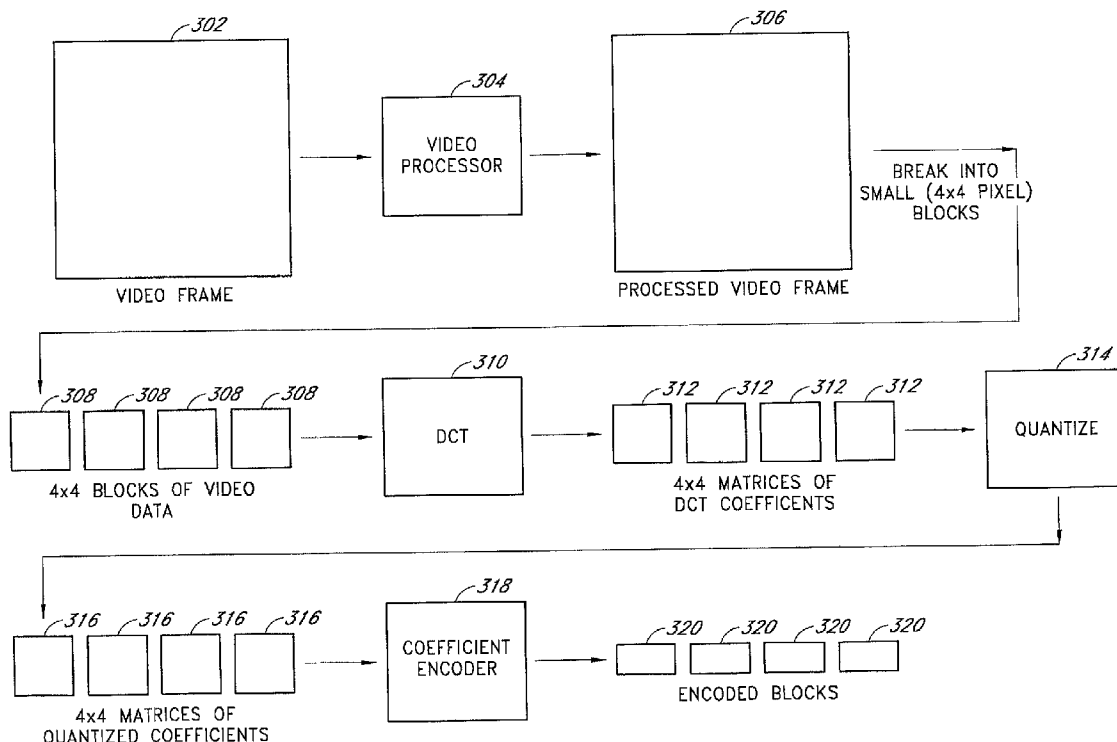 302
304
306
VIDEO
PROCESSOR
BREAK INTO
SMALL (4x4 PIXEL)
BLOCKS
VIDEO FRAME
PROCESSED VIDEO FRAME
308 308 308 308
310
312 312 312 312
314
DCT
QUANTIZE
4x4 BLOCKS OF VIDEO
DATA
4x4 MATRICES OF
DCT COEFFICENTS
316 316 316 316
318
320 320 320 320
COEFFICIENT
ENCODER
ENCODED BLOCKS
4x4 MATRICES OF
QUANTIZED COEFFICIENTS